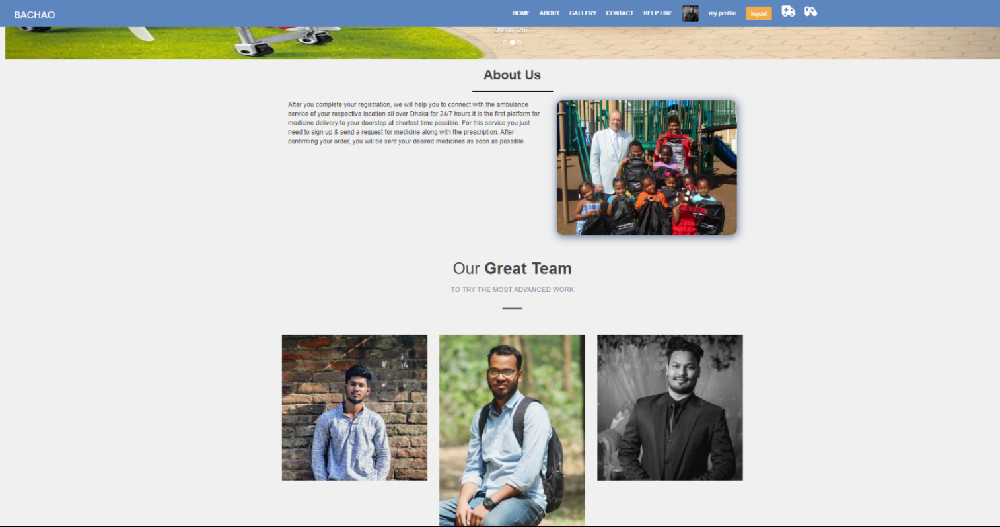 BACHAO
HOME ABOUT GALLERY CONTACT HELP LINE my profile logout
Dhaka-1207
About Us
After you complete your registration, we will help you to connect with the ambulance
service of your respective location all over Dhaka for 24/7 hours.It is the first platform for
medicine delivery to your doorstep at shortest time possible. For this service you just
need to sign up & send a request for medicine along with the prescription. After
confirming your order, you will be sent your desired medicines as soon as possible.
Our Great Team
TO TRY THE MOST ADVANCED WORK